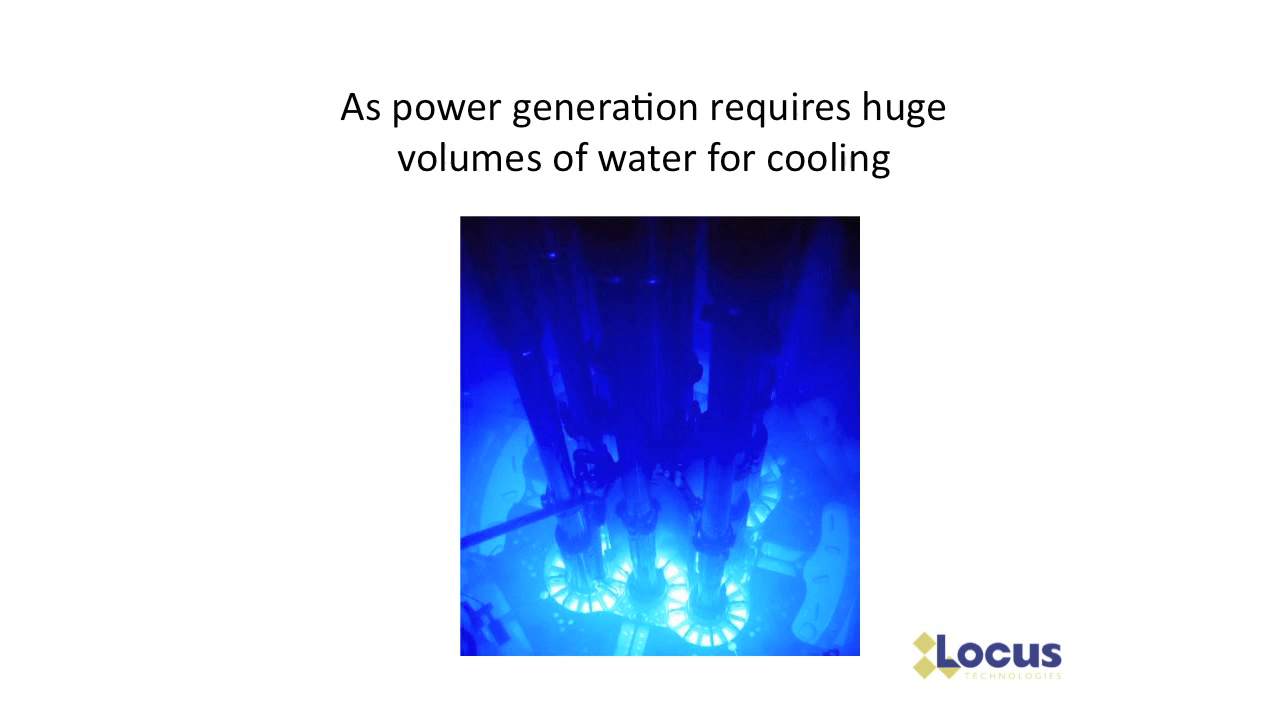 As power generation requires huge
volumes of water for cooling
Locus
TECHNOLOGIES